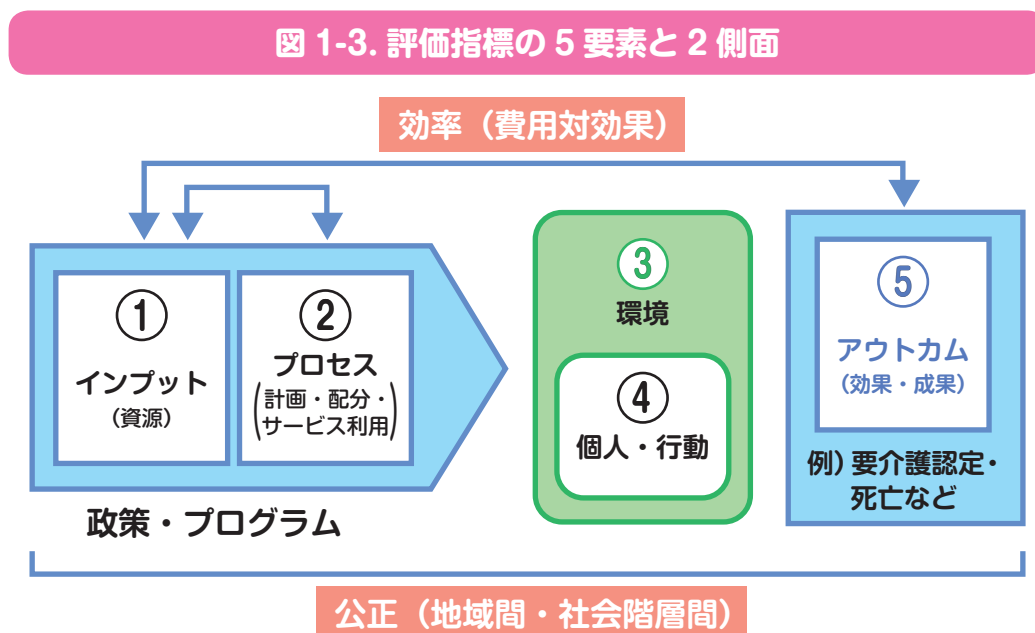 図 1-3. 評価指標の 5 要素と 2 側面
効率（費用対効果）
①
インプット
(資源)
②
プロセス
(計画・配分・
サービス利用)
政策・プログラム
③
環境
④
個人・行動
⑤
アウトカム
(効果・成果)
例) 要介護認定・
死亡など
公正（地域間・社会階層間）